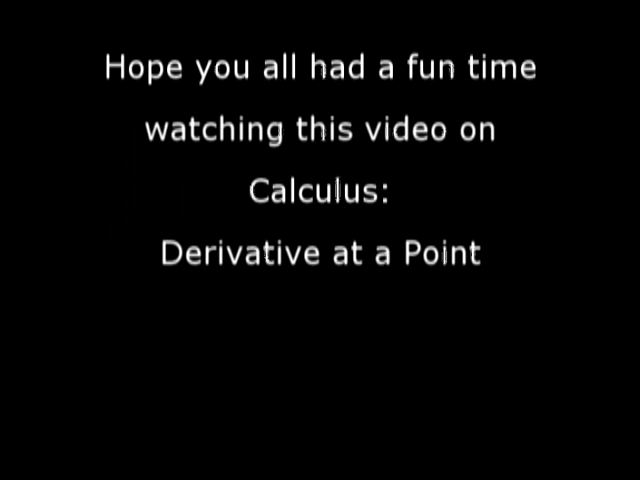 Hope you all had a fun time
watching this video on
Calculus:
Derivative at a Point